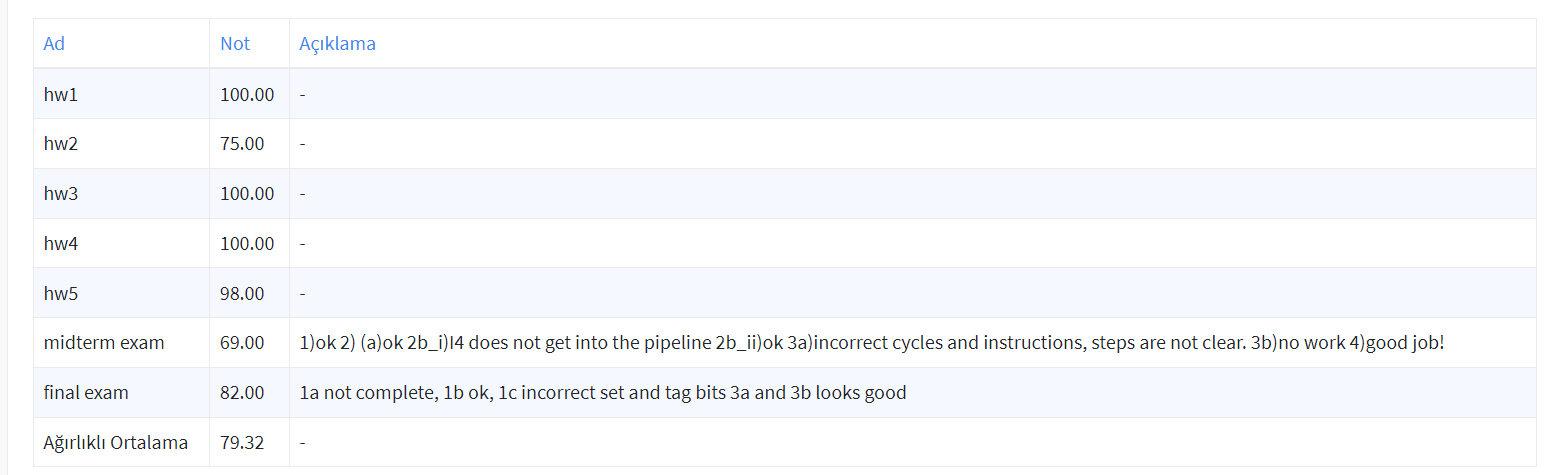 Ad Not Açıklama
hw1 100.00 -
hw2 75.00 -
hw3 100.00 -
hw4 100.00 -
hw5 98.00 -
midterm exam 69.00 1)ok 2) (a)ok 2b_i)I4 does not get into the pipeline 2b_ii)ok 3a)incorrect cycles and instructions, steps are not clear. 3b)no work 4)good job!
final exam 82.00 1a not complete, 1b ok, 1c incorrect set and tag bits 3a and 3b looks good
Ağırlıklı Ortalama 79.32 -